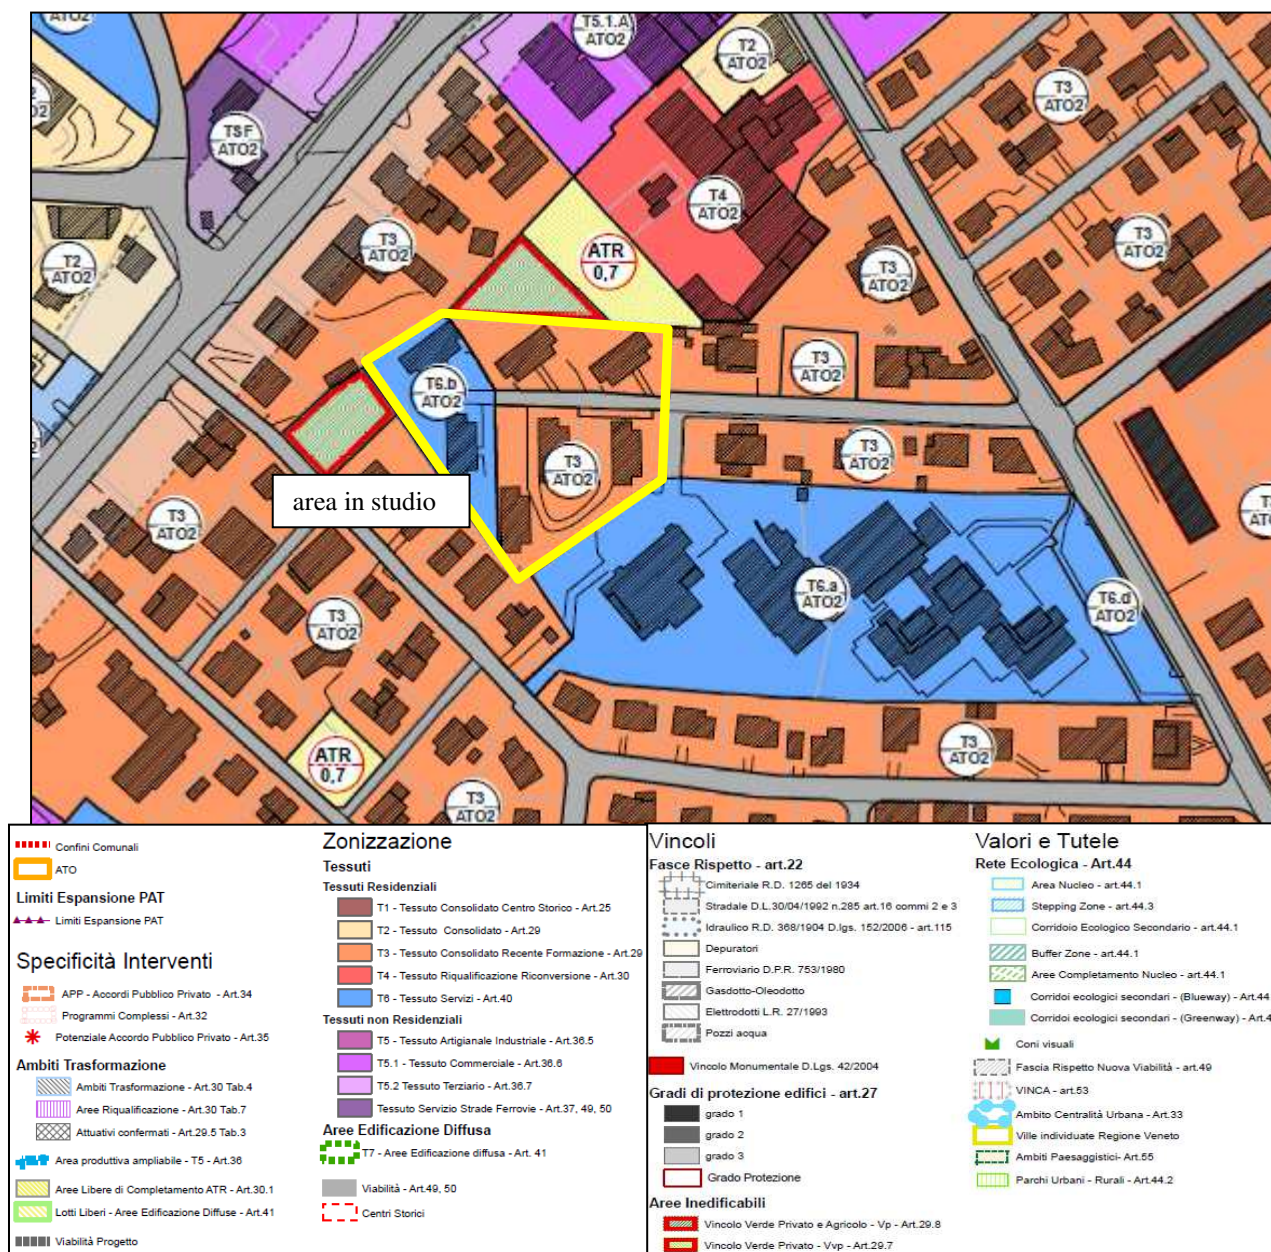 T5.1.A
ATO2
T2
ATO2
T3
ATO2
TSF
ATO2
T4
ATO2
T3
ATO2
T2
ATO2
T3
ATO2
ATR
0,7
T3
ATO2
T3
ATO2
T6.b
ATO2
T3
ATO2
T3
ATO2
T3
ATO2
area in studio
T3
ATO2
T6.a
ATO2
T6.d
ATO2
T3
ATO2
T3
ATO2
ATR
0,7
T3
ATO2
Confini Comunali
ATO
Limiti Espansione PAT
Limiti Espansione PAT
Specificità Interventi
APP - Accordi Pubblico Privato - Art.34
Programmi Complessi - Art.32
Potenziale Accordo Pubblico Privato - Art.35
Ambiti Trasformazione
Ambiti Trasformazione - Art.30 Tab.4
Aree Riqualificazione - Art.30 Tab.7
Attuativi confermati - Art.29.5 Tab.3
Area produttiva ampliabile - T5 - Art.36
Aree Libere di Completamento ATR - Art.30.1
Lotti Liberi - Aree Edificazione Diffuse - Art.41
Viabilità Progetto
Zonizzazione
Tessuti
Tessuti Residenziali
T1 - Tessuto Consolidato Centro Storico - Art.25
T2 - Tessuto Consolidato - Art.29
T3 - Tessuto Consolidato Recente Formazione - Art.29
T4 - Tessuto Riqualificazione Riconversione - Art.30
T6 - Tessuto Servizi - Art.40
Tessuti non Residenziali
T5 - Tessuto Artigianale Industriale - Art.36.5
T5.1 - Tessuto Commerciale - Art.36.6
T5.2 Tessuto Terziario - Art.36.7
Tessuto Servizio Strade Ferrovie - Art.37, 49, 50
Aree Edificazione Diffusa
T7 - Aree Edificazione diffusa - Art. 41
Viabilità - Art.49, 50
Centri Storici
Vincoli
Fasce Rispetto - art.22
Cimiteriale R.D. 1265 del 1934
Stradale D.L.30/04/1992 n.285 art.16 commi 2 e 3
Idraulico R.D. 368/1904 D.lgs. 152/2006 - art.115
Depuratori
Ferroviario D.P.R. 753/1980
Gasdotto-Oleodotto
Elettrodotti L.R. 27/1993
Pozzi acqua
Vincolo Monumentale D.Lgs. 42/2004
Gradi di protezione edifici - art.27
grado 1
grado 2
grado 3
Grado Protezione
Aree Inedificabili
Vincolo Verde Privato e Agricolo - Vp - Art.29.8
Vincolo Verde Privato - Vvp - Art.29.7
Valori e Tutele
Rete Ecologica - Art.44
Area Nucleo - art.44.1
Stepping Zone - art.44.3
Corridoio Ecologico Secondario - art.44.1
Buffer Zone - art.44.1
Aree Completamento Nucleo - art.44.1
Corridoi ecologici secondari - (Blueway) - Art.44
Corridoi ecologici secondari - (Greenway) - Art.4
Coni visuali
Fascia Rispetto Nuova Viabilità - art.49
VINCA - art.53
Ambito Centralità Urbana - Art.33
Ville individuate Regione Veneto
Ambiti Paesaggistici- Art.55
Parchi Urbani - Rurali - Art.44.2